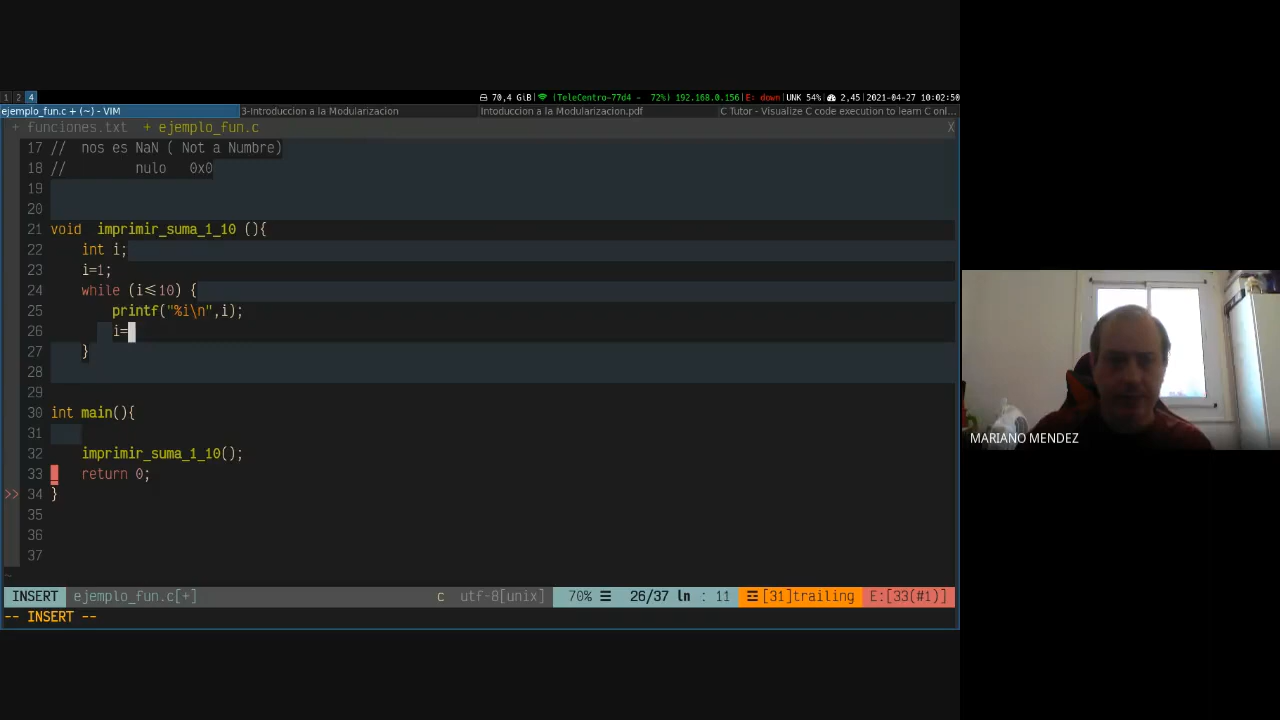 1 2 4 70,4 GiB (TeleCentro-77d4 - 72%) 192.168.0.156|E: down|UNK 54%| 2,45|2021-04-27 10:02:50
ejemplo_fun.c + (~) - VIM 3-Introduccion a la Modularizacion Intoduccion a la Modularizacion.pdf C Tutor - Visualize C code execution to learn C onl...
+ funciones.txt + ejemplo_fun.c X
17 // nos es NaN ( Not a Numbre)
18 // nulo 0x0
19
20
21 void imprimir_suma_1_10 (){
22 int i;
23 i=1;
24 while (i<=10) {
25 printf("%i\n",i);
26 i=
27 }
28
29
30 int main(){
31
32 imprimir_suma_1_10();
33 return 0;
>> 34 }
35
36
37
~
INSERT ejemplo_fun.c[+] c utf-8[unix] 70% ☰ 26/37 ln : 11 ☲[31]trailing E:[33(#1)]
-- INSERT --
MARIANO MENDEZ